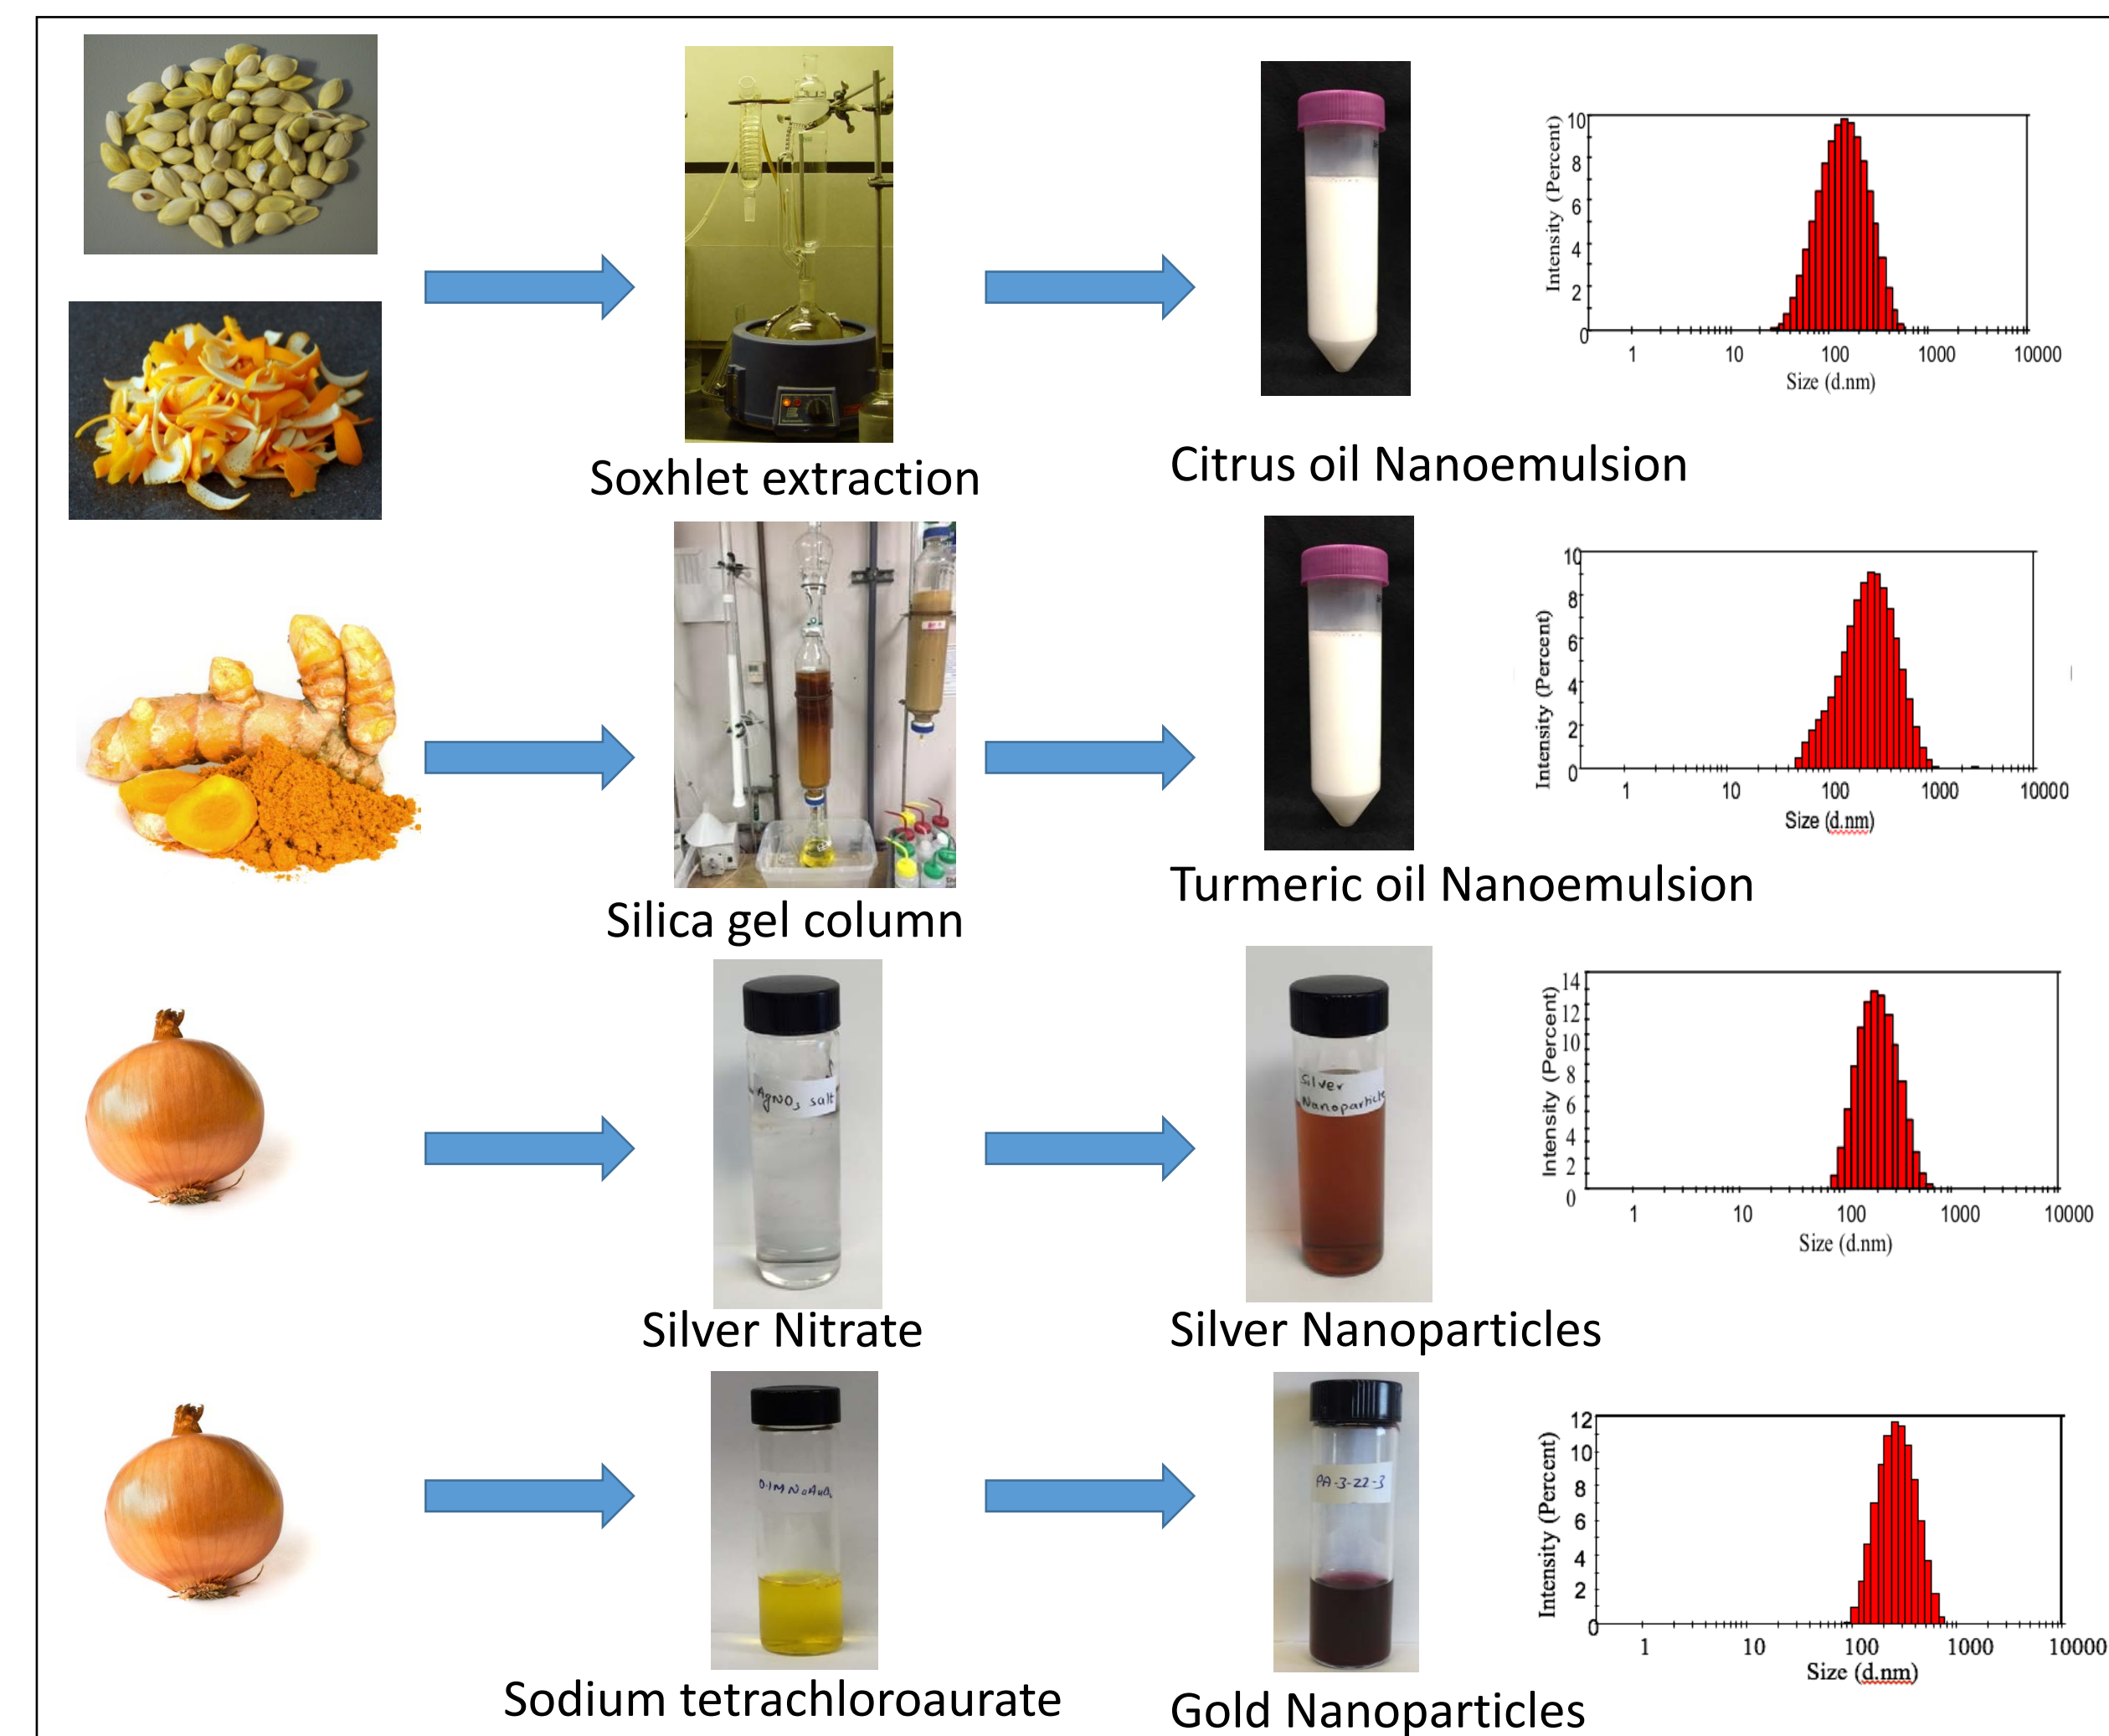 10
8
6
4
2
0
Intensity (Percent)
1 10 100 1000 10000
Size (d.nm)
Soxhlet extraction
Citrus oil Nanoemulsion
10
8
6
4
2
0
Intensity (Percent)
1 10 100 1000 10000
Size (d.nm)
Silica gel column
Turmeric oil Nanoemulsion
AgNO3 salt
Silver
Nanoparticle
14
12
10
8
6
4
2
0
Intensity (Percent)
1 10 100 1000 10000
Size (d.nm)
Silver Nitrate
Silver Nanoparticles
0.1M
PA-3-22-3
12
10
8
6
4
2
0
Intensity (Percent)
1 10 100 1000 10000
Size (d.nm)
Sodium tetrachloroaurate
Gold Nanoparticles